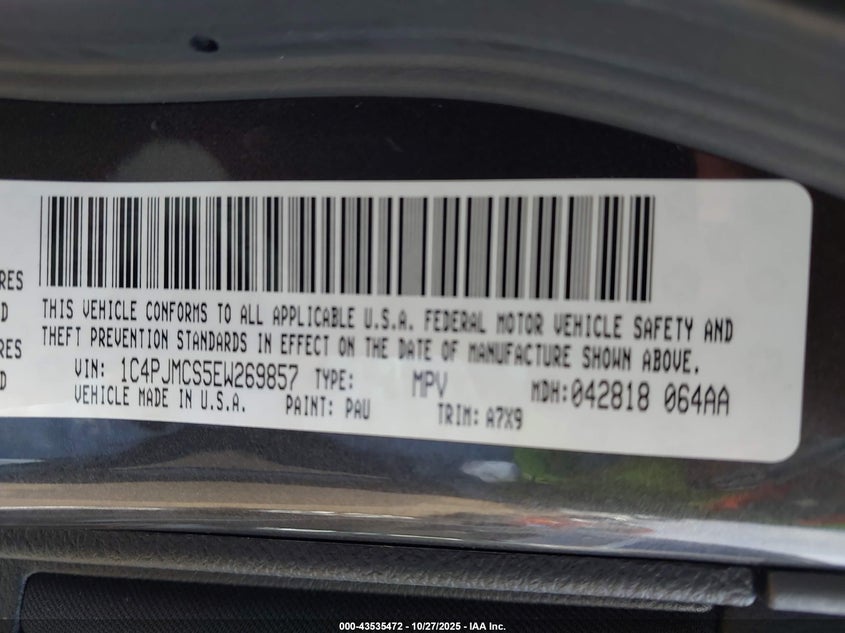 THIS VEHICLE CONFORMS TO ALL APPLICABLE U.S.A. FEDERAL MOTOR VEHICLE SAFETY AND
RES
D
THEFT PREVENTION STANDARDS IN EFFECT ON THE DATE OF MANUFACTURE SHOWN ABOVE.
RES
D
VIN: 1C4PJMCS5EW269857 TYPE: MPV MDH:042818 064AA
VEHICLE MADE IN U.S.A. PAINT: PAU TRIM: A7X9
000-43535472 | 10/27/2025 | IAA Inc.